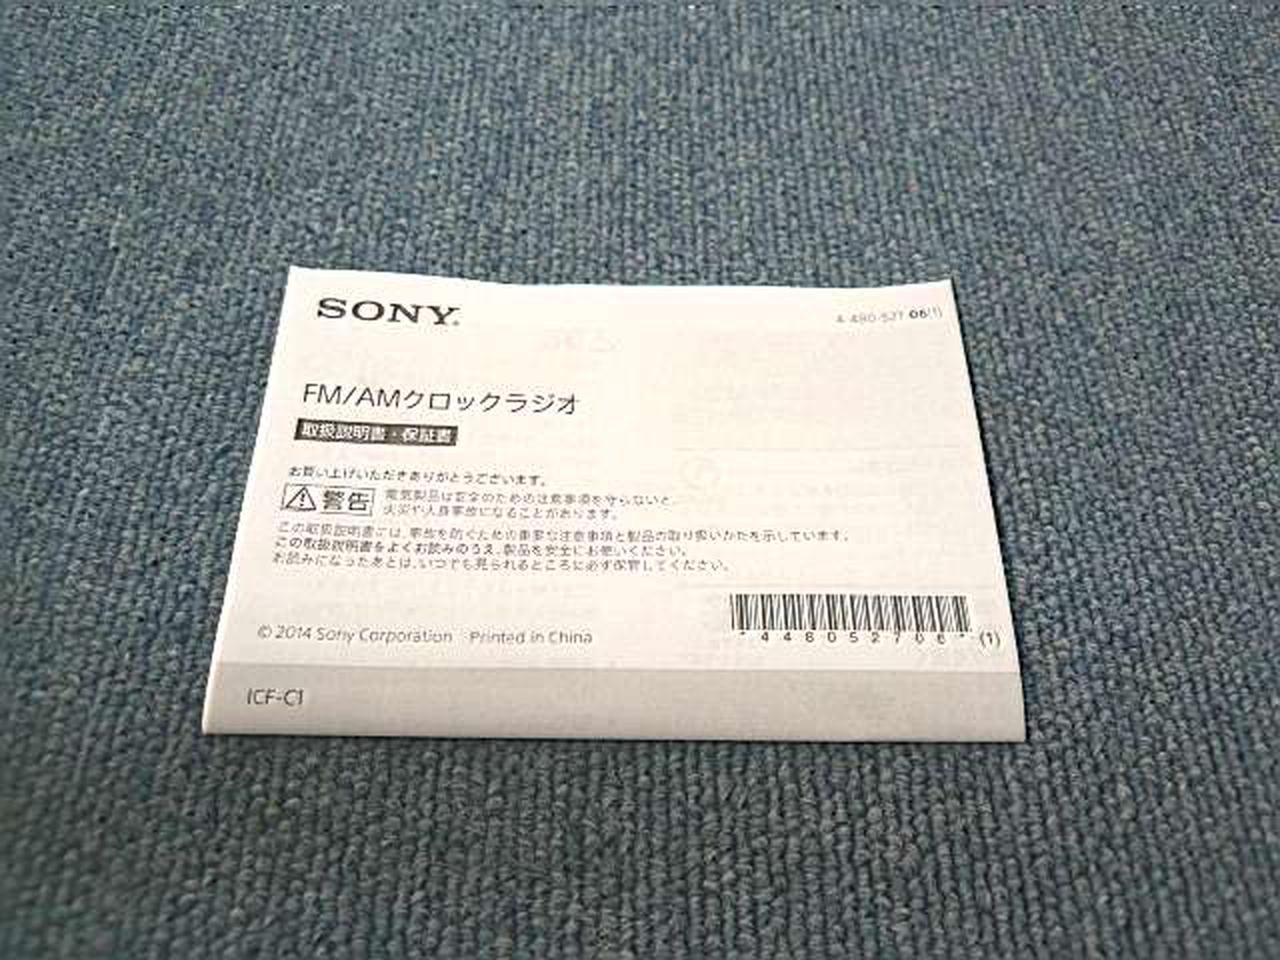 SONY
4-480-527-06(1)
FM/AMクロックラジオ
取扱説明書・保証書
お買い上げいただきありがとうございます。
警告
電気製品は安全のための注意事項を守らないと、
火災や人身事故になることがあります。
この取扱説明書には、事故を防ぐための重要な注意事項と製品の取り扱いかたを示しています。
この取扱説明書をよくお読みのうえ、製品を安全にお使いください。
お読みになったあとは、いつでも見られるところに必ず保管してください。
*448052706* (1)
© 2014 Sony Corporation Printed in China
ICF-C1